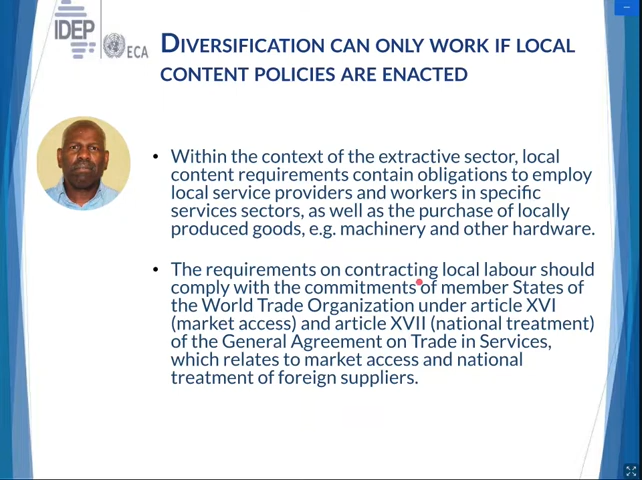 IDEP
ECA
DIVERSIFICATION CAN ONLY WORK IF LOCAL
CONTENT POLICIES ARE ENACTED
• Within the context of the extractive sector, local
content requirements contain obligations to employ
local service providers and workers in specific
services sectors, as well as the purchase of locally
produced goods, e.g. machinery and other hardware.
• The requirements on contracting local labour should
comply with the commitments of member States of
the World Trade Organization under article XVI
(market access) and article XVII (national treatment)
of the General Agreement on Trade in Services,
which relates to market access and national
treatment of foreign suppliers.